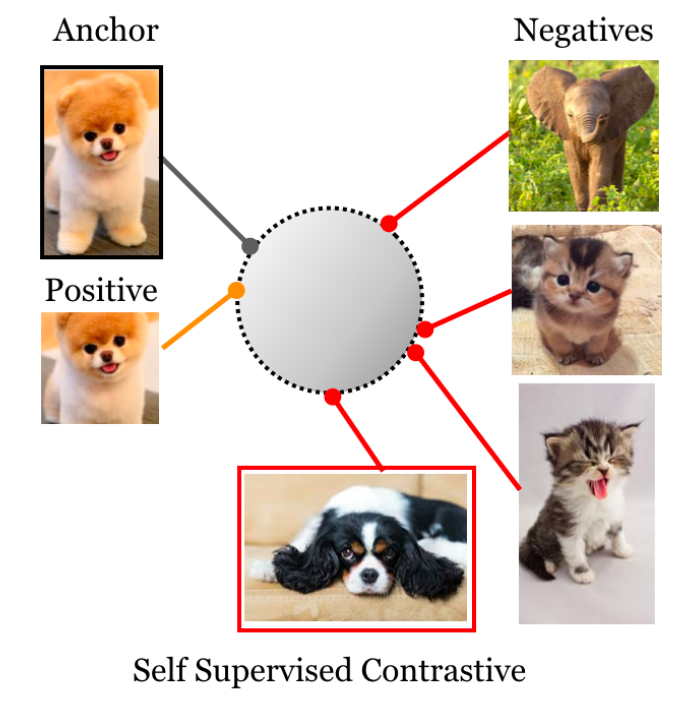 Anchor
Negatives
Positive
Self Supervised Contrastive